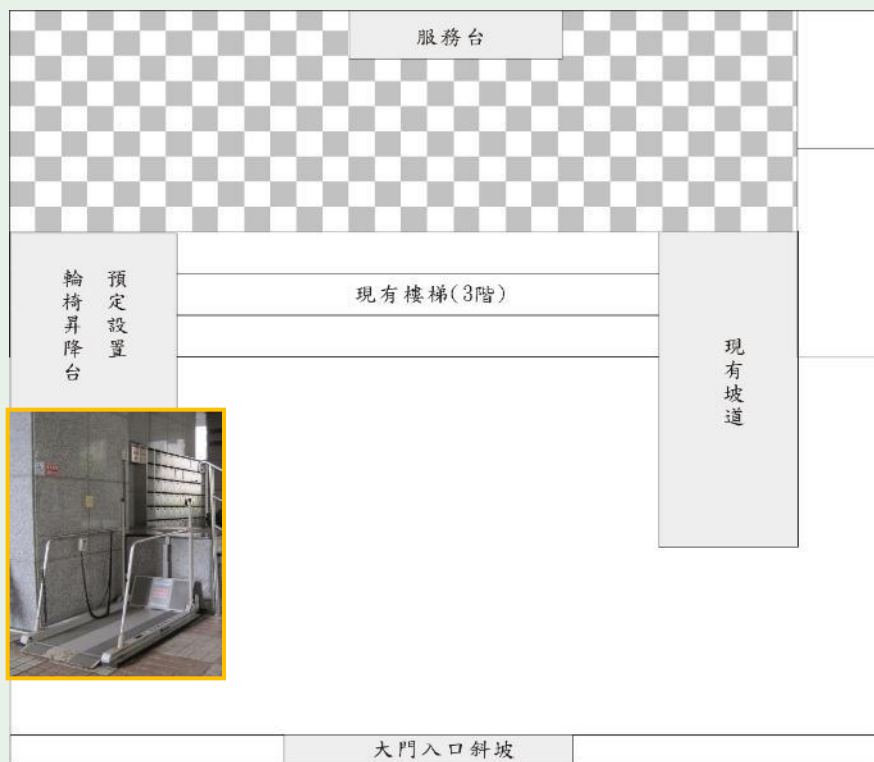 服務台
預定設置
輪椅昇降台
現有樓梯(3階)
現有坡道
大門入口斜坡